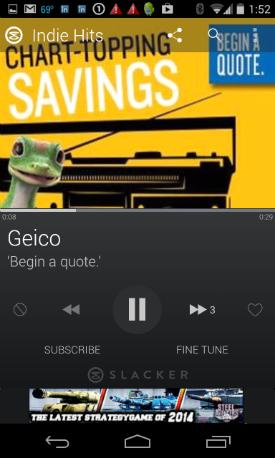 69° 1 1:52
Indie Hits
CHART-TOPPING
SAVINGS
BEGIN A
QUOTE.
0:08 0:29
Geico
'Begin a quote.'
3
SUBSCRIBE FINE TUNE
SLACKER
THE LATEST STRATEGY GAME OF 2014